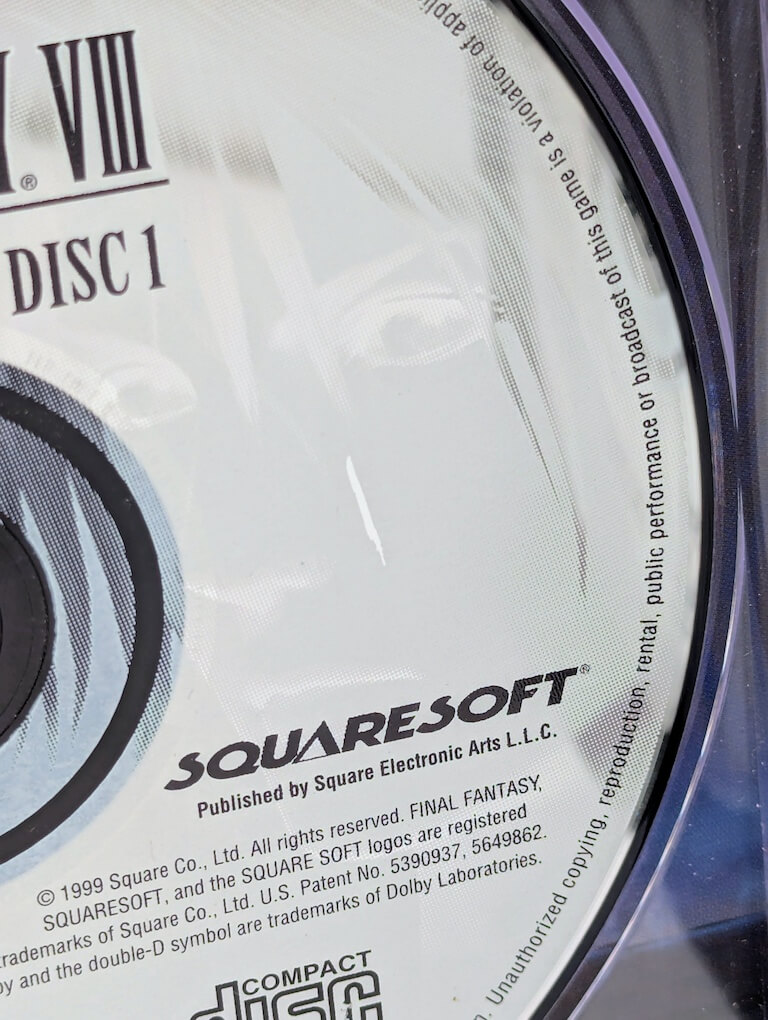 VIII
®
DISC 1
SQUARESOFT®
Published by Square Electronic Arts L.L.C.
© 1999 Square Co., Ltd. All rights reserved. FINAL FANTASY,
SQUARESOFT, and the SQUARE SOFT logos are registered
trademarks of Square Co., Ltd. U.S. Patent No. 5390937, 5649862.
and the double-D symbol are trademarks of Dolby Laboratories.
COMPACT
disc
Unauthorized copying, reproduction, rental, public performance or broadcast of this game is a violation of